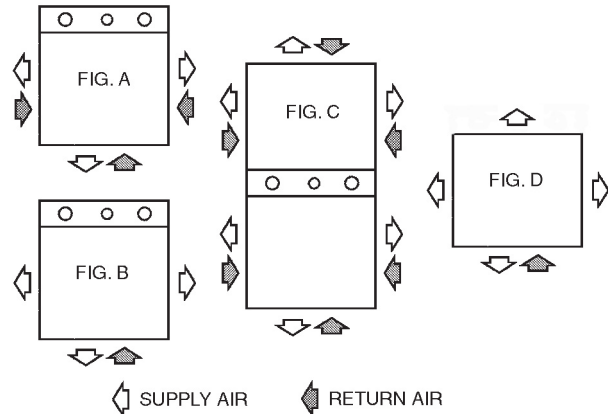 FIG. A
FIG. B
FIG. C
FIG. D
SUPPLY AIR
RETURN AIR